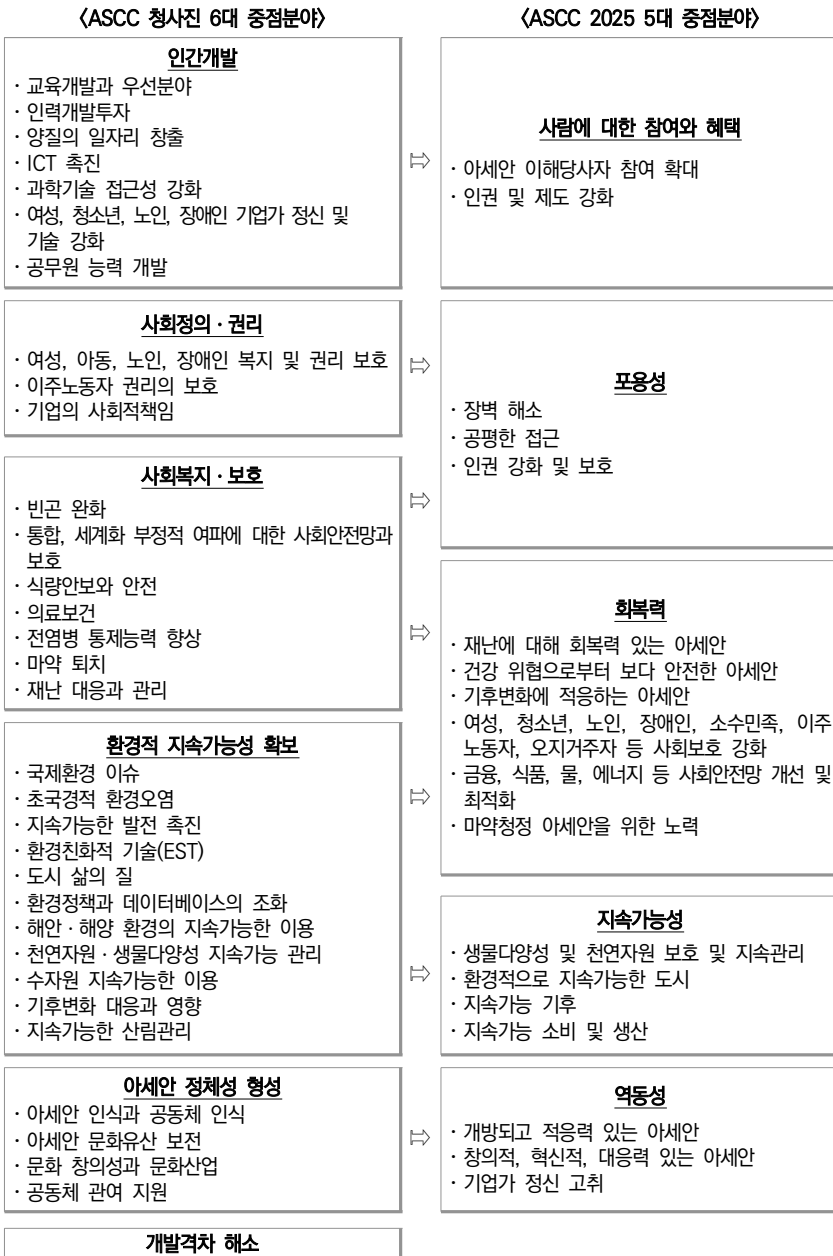 〈ASCC 청사진 6대 중점분야〉
인간개발
· 교육개발과 우선분야
· 인력개발투자
· 양질의 일자리 창출
· ICT 촉진
· 과학기술 접근성 강화
· 여성, 청소년, 노인, 장애인 기업가 정신 및
기술 강화
· 공무원 능력 개발
사회정의 · 권리
· 여성, 아동, 노인, 장애인 복지 및 권리 보호
· 이주노동자 권리의 보호
· 기업의 사회적책임
사회복지 · 보호
· 빈곤 완화
· 통합, 세계화 부정적 여파에 대한 사회안전망과
보호
· 식량안보와 안전
· 의료보건
· 전염병 통제능력 향상
· 마약 퇴치
· 재난 대응과 관리
환경적 지속가능성 확보
· 국제환경 이슈
· 초국경적 환경오염
· 지속가능한 발전 촉진
· 환경친화적 기술(EST)
· 도시 삶의 질
· 환경정책과 데이터베이스의 조화
· 해안 · 해양 환경의 지속가능한 이용
· 천연자원 · 생물다양성 지속가능 관리
· 수자원 지속가능한 이용
· 기후변화 대응과 영향
· 지속가능한 산림관리
아세안 정체성 형성
· 아세안 인식과 공동체 인식
· 아세안 문화유산 보전
· 문화 창의성과 문화산업
· 공동체 관여 지원
개발격차 해소
〈ASCC 2025 5대 중점분야〉
사람에 대한 참여와 혜택
· 아세안 이해당사자 참여 확대
· 인권 및 제도 강화
포용성
· 장벽 해소
· 공평한 접근
· 인권 강화 및 보호
회복력
· 재난에 대해 회복력 있는 아세안
· 건강 위협으로부터 보다 안전한 아세안
· 기후변화에 적응하는 아세안
· 여성, 청소년, 노인, 장애인, 소수민족, 이주
노동자, 오지거주자 등 사회보호 강화
· 금융, 식품, 물, 에너지 등 사회안전망 개선 및
최적화
· 마약청정 아세안을 위한 노력
지속가능성
· 생물다양성 및 천연자원 보호 및 지속관리
· 환경적으로 지속가능한 도시
· 지속가능 기후
· 지속가능 소비 및 생산
역동성
· 개방되고 적응력 있는 아세안
· 창의적, 혁신적, 대응력 있는 아세안
· 기업가 정신 고취